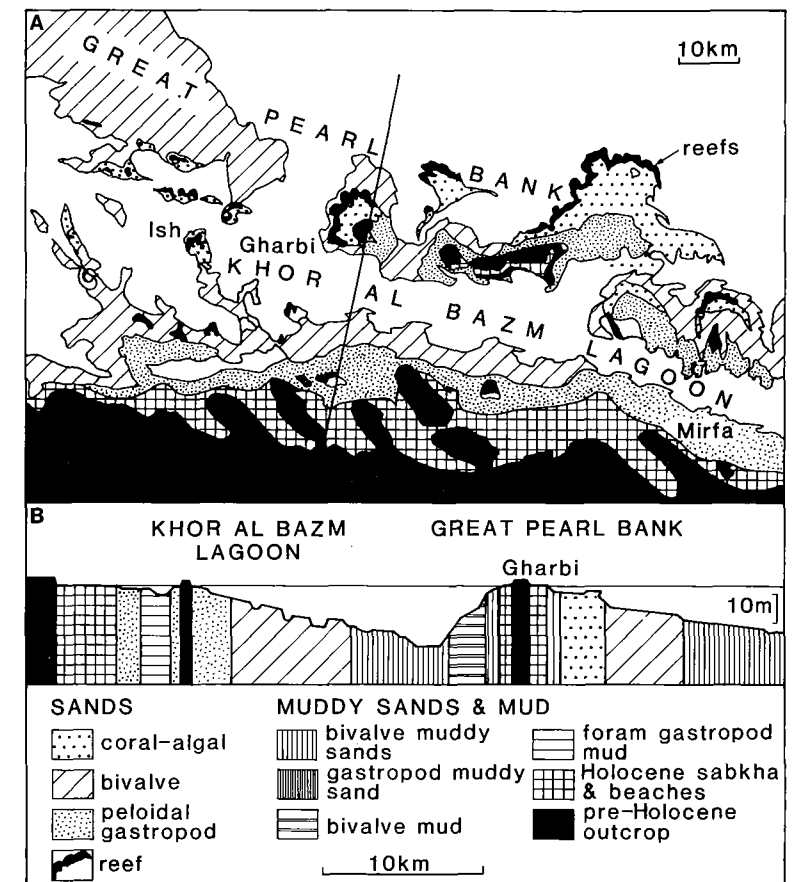 A
GREAT PEARL BANK
10km
reefs
Ish
Gharbi
KHOR AL BAZM LAGOON
Mirfa
B
KHOR AL BAZM
LAGOON
GREAT PEARL BANK
Gharbi
10m
SANDS
coral-algal
bivalve
peloidal
gastropod
reef
MUDDY SANDS & MUD
bivalve muddy
sands
gastropod muddy
sand
bivalve mud
foram gastropod
mud
Holocene sabkha
& beaches
pre-Holocene
outcrop
10km